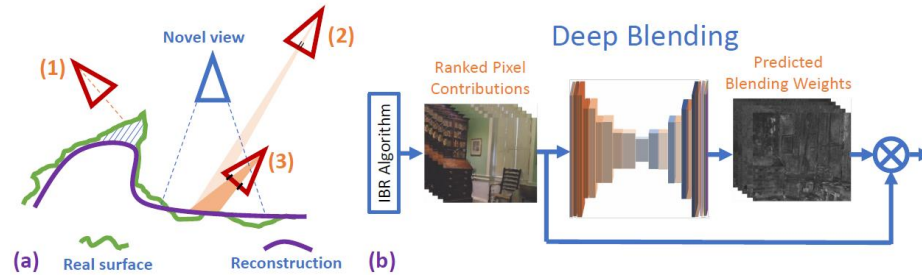 Novel view
(1)
(2)
(3)
(a)
Real surface
Reconstruction
(b)
Deep Blending
IBR Algorithm
Ranked Pixel
Contributions
Predicted
Blending Weights